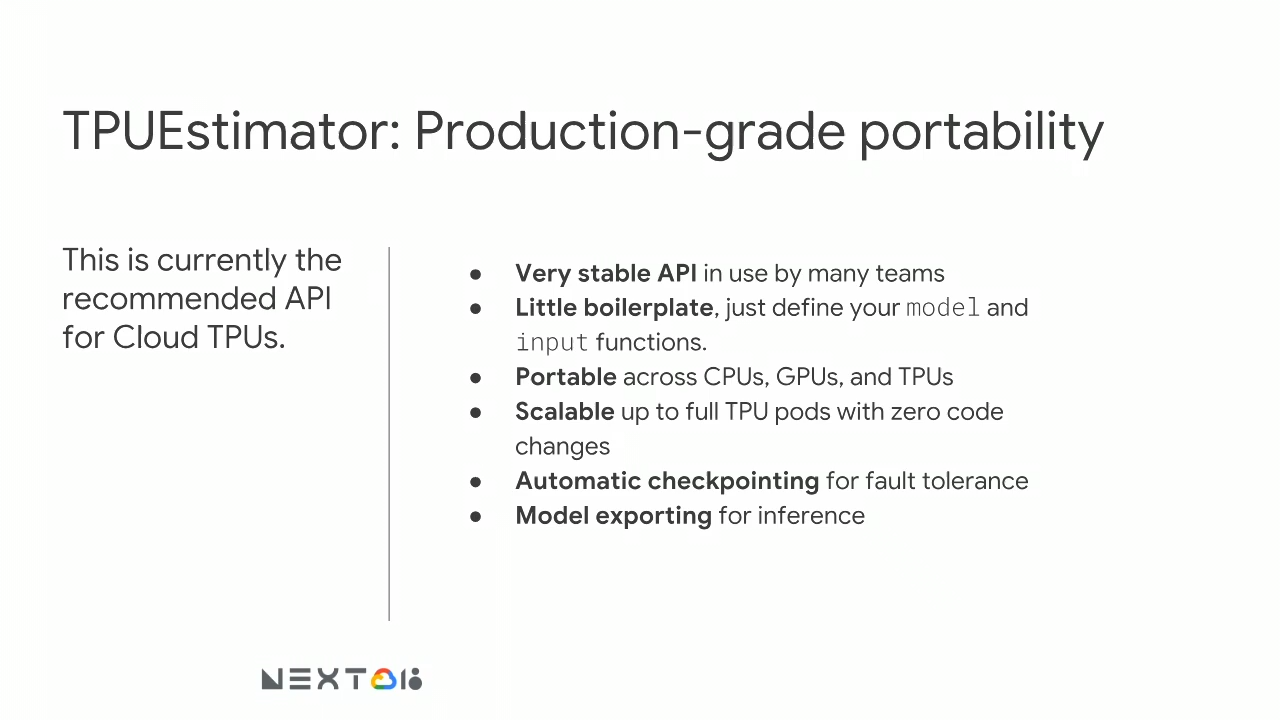 TPUEstimator: Production-grade portability
This is currently the
recommended API
for Cloud TPUs.
● Very stable API in use by many teams
● Little boilerplate, just define your model and
input functions.
● Portable across CPUs, GPUs, and TPUs
● Scalable up to full TPU pods with zero code
changes
● Automatic checkpointing for fault tolerance
● Model exporting for inference
NEXT 18